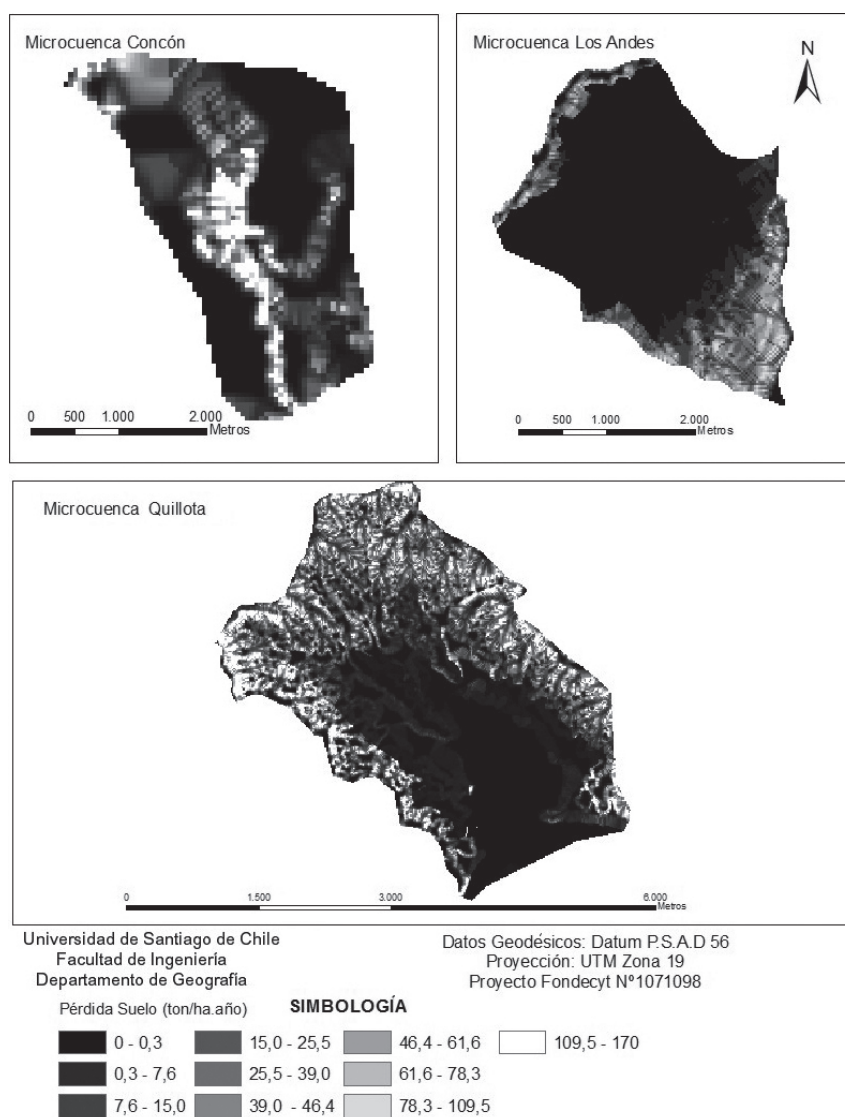 Microcuenca Concón
0 500 1.000 2.000
Metros
Microcuenca Los Andes
N
0 500 1.000 2.000
Metros
Microcuenca Quillota
0 1.500 3.000 6.000
Metros
Universidad de Santiago de Chile
Facultad de Ingeniería
Departamento de Geografía
Datos Geodésicos: Datum P.S.A.D 56
Proyección: UTM Zona 19
Proyecto Fondecyt Nº1071098
Pérdida Suelo (ton/ha.año) SIMBOLOGÍA
0 - 0,3 15,0 - 25,5 46,4 - 61,6 109,5 - 170
0,3 - 7,6 25,5 - 39,0 61,6 - 78,3
7,6 - 15,0 39,0 - 46,4 78,3 - 109,5